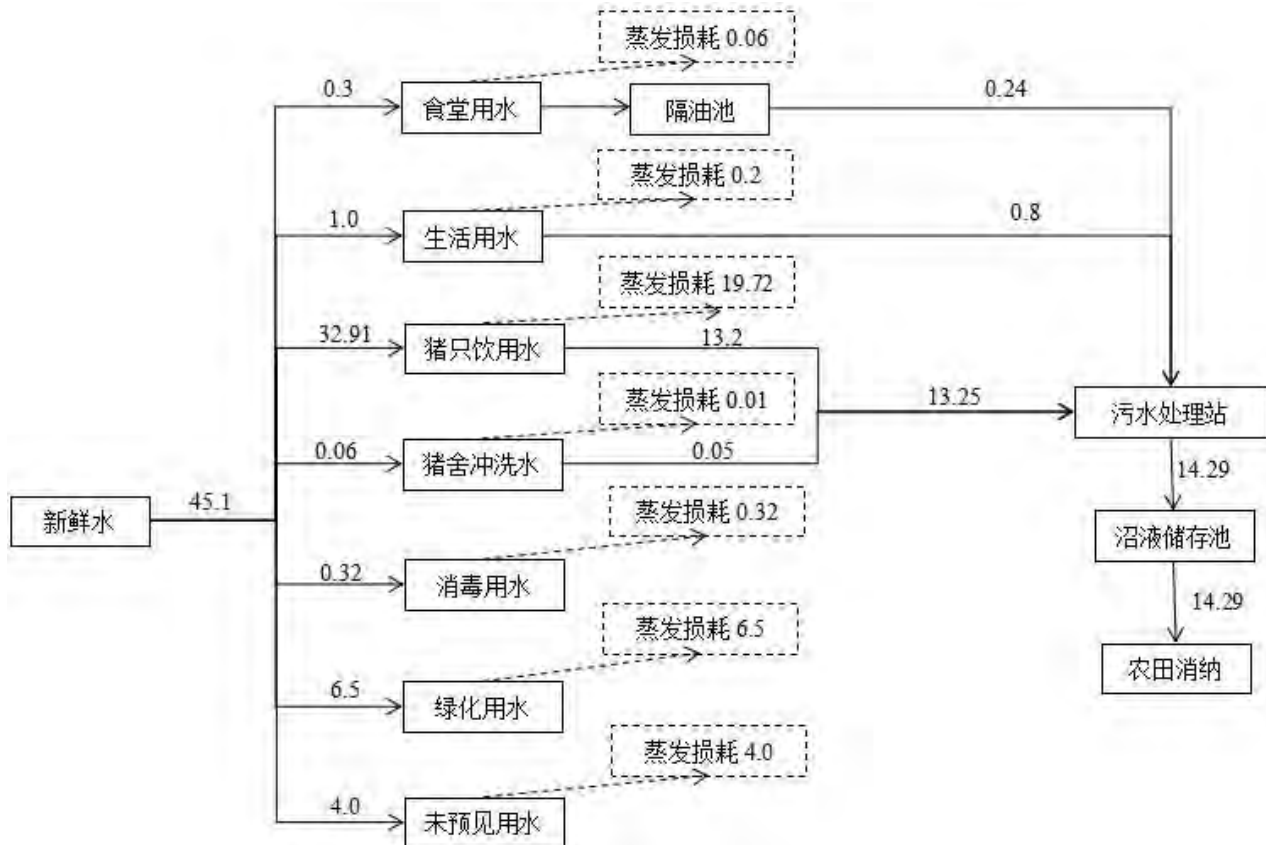 蒸发损耗 0.06
0.3
食堂用水
隔油池
0.24
蒸发损耗 0.2
1.0
生活用水
0.8
蒸发损耗 19.72
32.91
猪只饮用水
13.2
蒸发损耗 0.01
13.25
污水处理站
0.06
猪舍冲洗水
0.05
14.29
新鲜水
45.1
蒸发损耗 0.32
沼液储存池
0.32
消毒用水
14.29
蒸发损耗 6.5
农田消纳
6.5
绿化用水
蒸发损耗 4.0
4.0
未预见用水